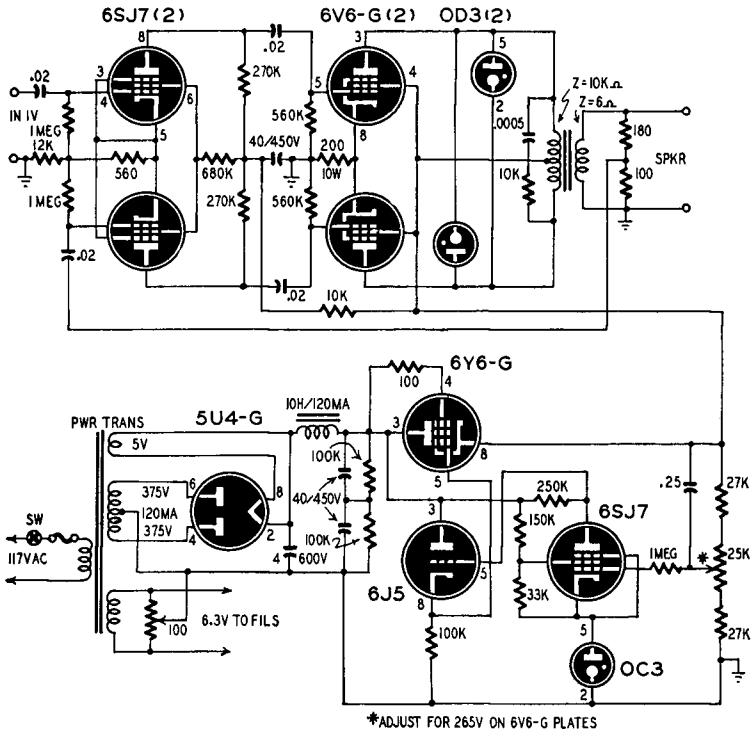 6SJ7(2)
6V6-G(2)
OD3(2)
8
3
4
6
5
.02
IN 1V
1MEG
12K
1MEG
.02
560
680K
270K
270K
.02
40/450V
.02
3
4
5
8
560K
200
10W
560K
5
2
.0005
10K
Z=10KΩ
Z=6Ω
180
100
SPKR
10K
6Y6-G
100
4
3
8
5
PWR TRANS
5U4-G
10H/120MA
5V
375V
120MA
375V
6
4
8
2
SW
117VAC
100
6.3V TO FILS
4
600V
100K
40/450V
100K
3
5
8
6J5
100K
250K
150K
33K
6SJ7
5
OC3
2
1MEG
.25
27K
*
25K
27K
*ADJUST FOR 265V ON 6V6-G PLATES